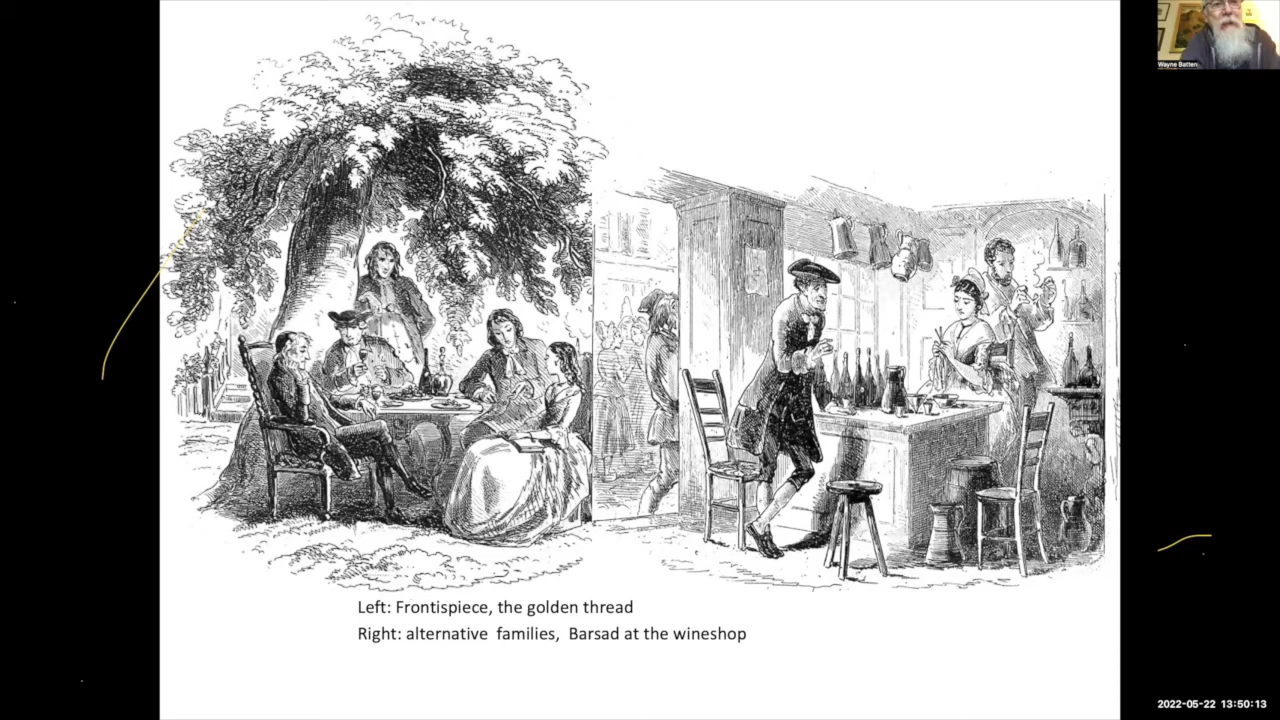 Wayne Batten
Left: Frontispiece, the golden thread
Right: alternative families, Barsad at the wineshop
2022-05-22 13:50:13